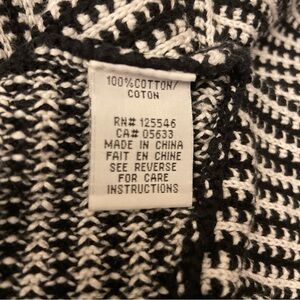 100%COTTON/
COTON
RN# 125546
CA# 05633
MADE IN CHINA
FAIT EN CHINE
SEE REVERSE
FOR CARE
INSTRUCTIONS